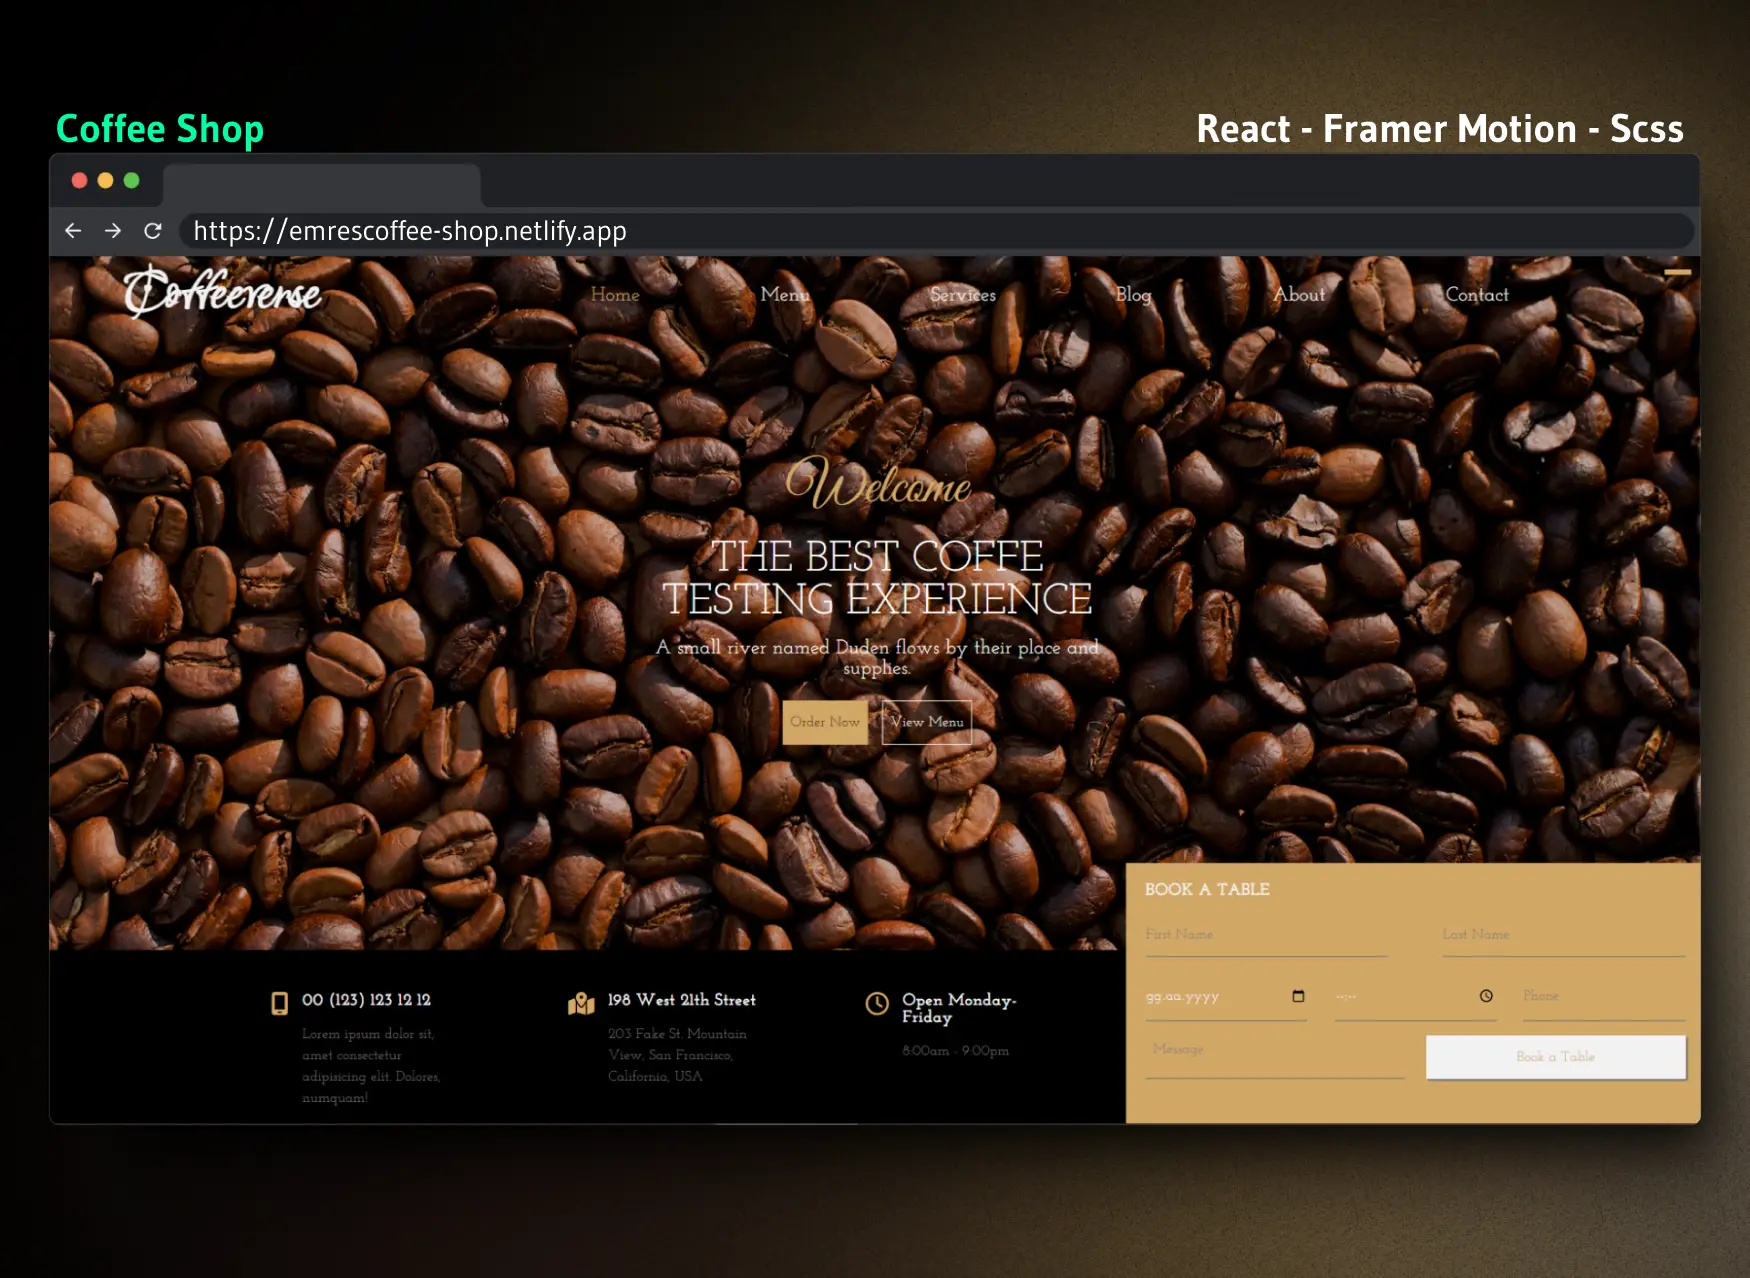 Coffee Shop
React - Framer Motion - Scss
https://emrescoffee-shop.netlify.app
Coffeeverse
Home Menu Services Blog About Contact
Welcome
THE BEST COFFE
TESTING EXPERIENCE
A small river named Duden flows by their place and
supplies.
Order Now View Menu
00 (123) 123 12 12
Lorem ipsum dolor sit,
amet consectetur
adipisicing elit. Dolores,
numquam!
198 West 21th Street
203 Fake St. Mountain
View, San Francisco,
California, USA
Open Monday-
Friday
8:00am - 9:00pm
BOOK A TABLE
First Name Last Name
gg.aa.yyyy --:-- Phone
Message Book a Table